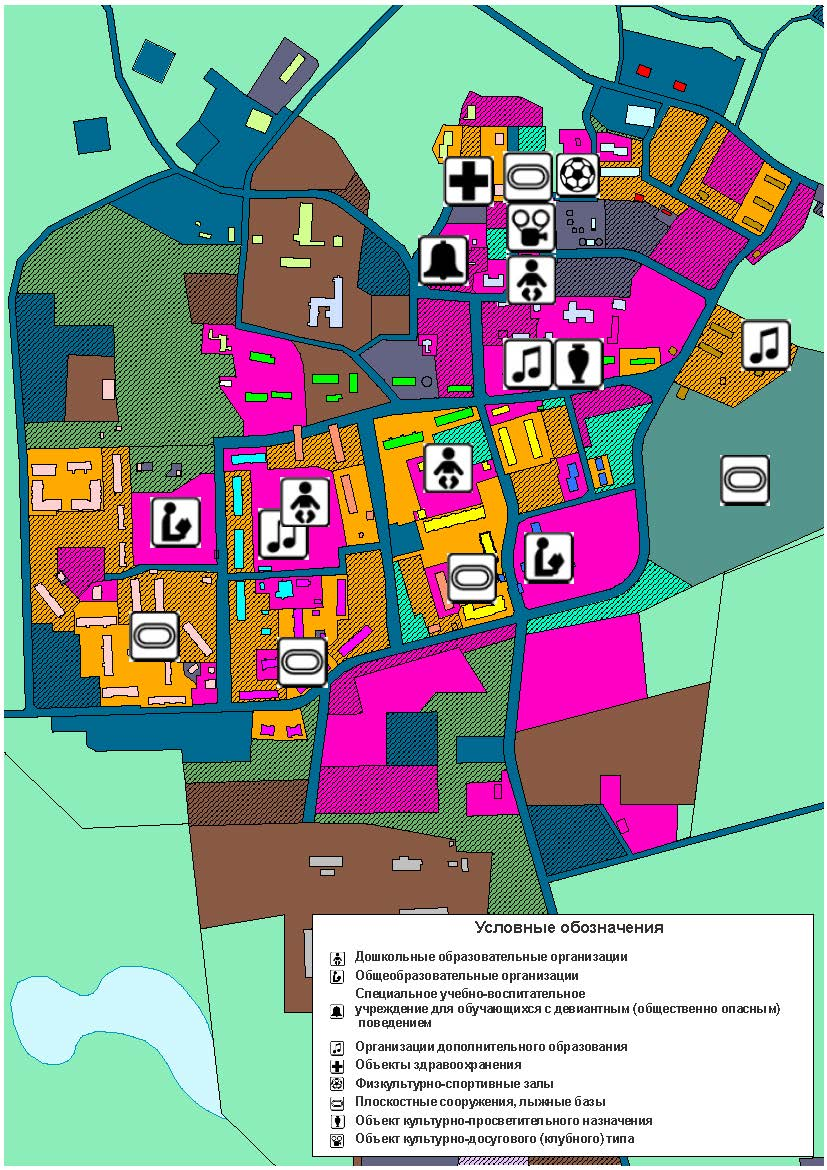 Условные обозначения
Дошкольные образовательные организации
Общеобразовательные организации
Специальное учебно-воспитательное
учреждение для обучающихся с девиантным (общественно опасным)
поведением
Организации дополнительного образования
Объекты здравоохранения
Физкультурно-спортивные залы
Плоскостные сооружения, лыжные базы
Объект культурно-просветительного назначения
Объект культурно-досугового (клубного) типа